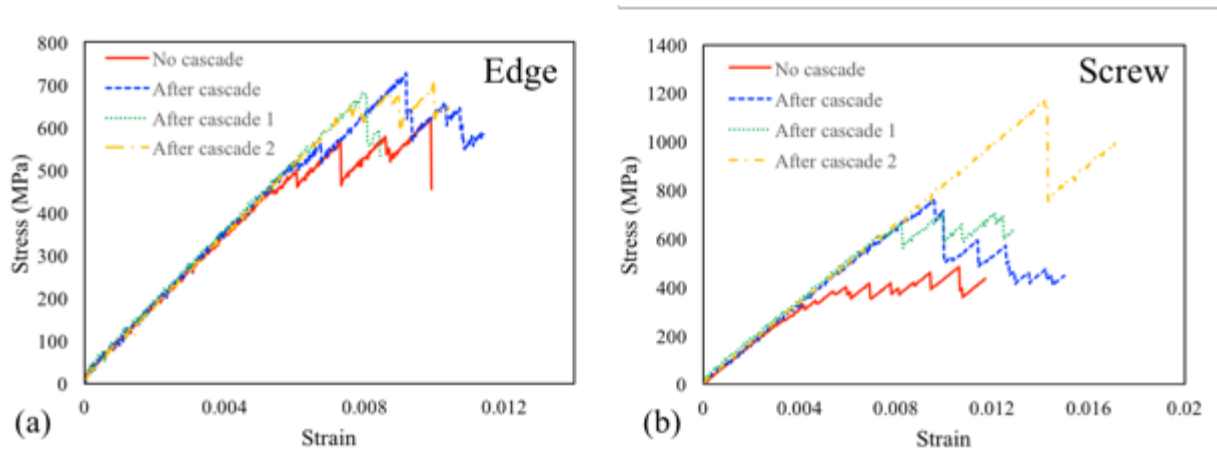 800
700
600
500
400
300
200
100
0
Stress (MPa)
No cascade
After cascade
After cascade 1
After cascade 2
Edge
0
0.004
0.008
0.012
Strain
(a)
1400
1200
1000
800
600
400
200
0
Stress (MPa)
No cascade
After cascade
After cascade 1
After cascade 2
Screw
0
0.004
0.008
0.012
0.016
0.02
Strain
(b)